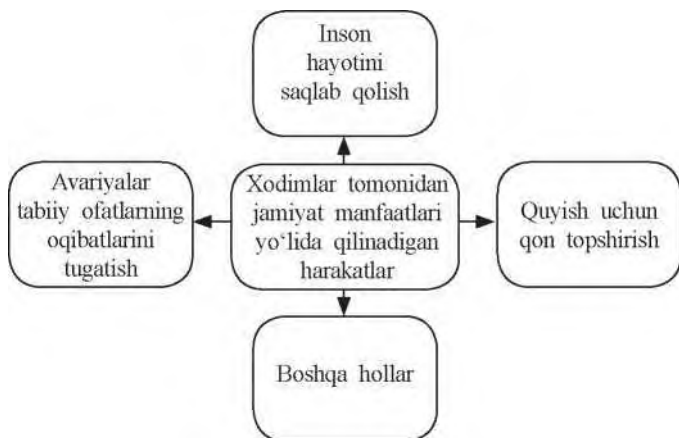 Inson
hayotini
saqlab qolish
Avariyalar
tabiiy ofatlarning
oqibatlarini
tugatish
Xodimlar tomonidan
jamiyat manfaatlari
yo‘lida qilinadigan
harakatlar
Quyish uchun
qon topshirish
Boshqa hollar